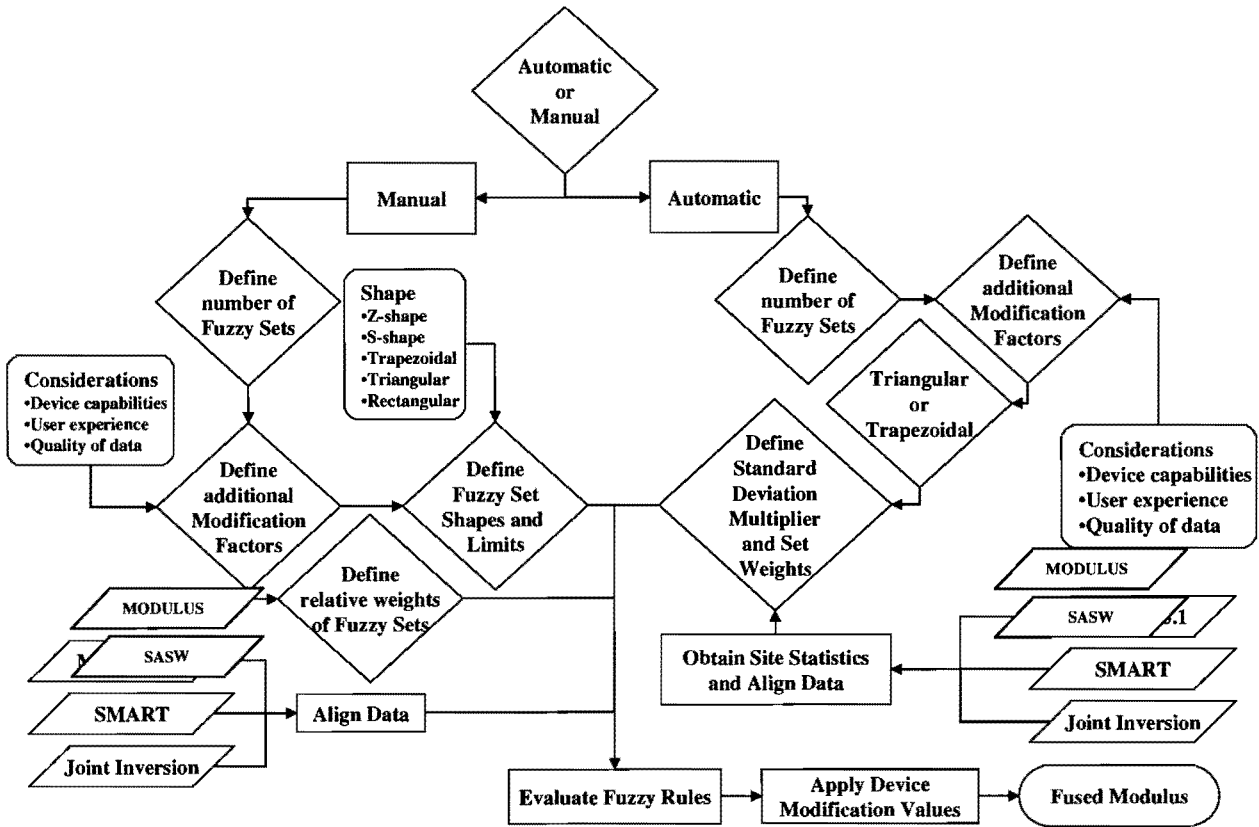 Automatic
or
Manual
Manual
Automatic
Define
number of
Fuzzy Sets
Shape
•Z-shape
•S-shape
•Trapezoidal
•Triangular
•Rectangular
Define
number of
Fuzzy Sets
Define
additional
Modification
Factors
Considerations
•Device capabilities
•User experience
•Quality of data
Triangular
or
Trapezoidal
Define
additional
Modification
Factors
Define
Fuzzy Set
Shapes and
Limits
Define
Standard
Deviation
Multiplier
and Set
Weights
Considerations
•Device capabilities
•User experience
•Quality of data
Define
relative weights
of Fuzzy Sets
MODULUS
SASW
SMART
Joint Inversion
Align Data
Obtain Site Statistics
and Align Data
MODULUS
SASW
SMART
Joint Inversion
Evaluate Fuzzy Rules
Apply Device
Modification Values
Fused Modulus